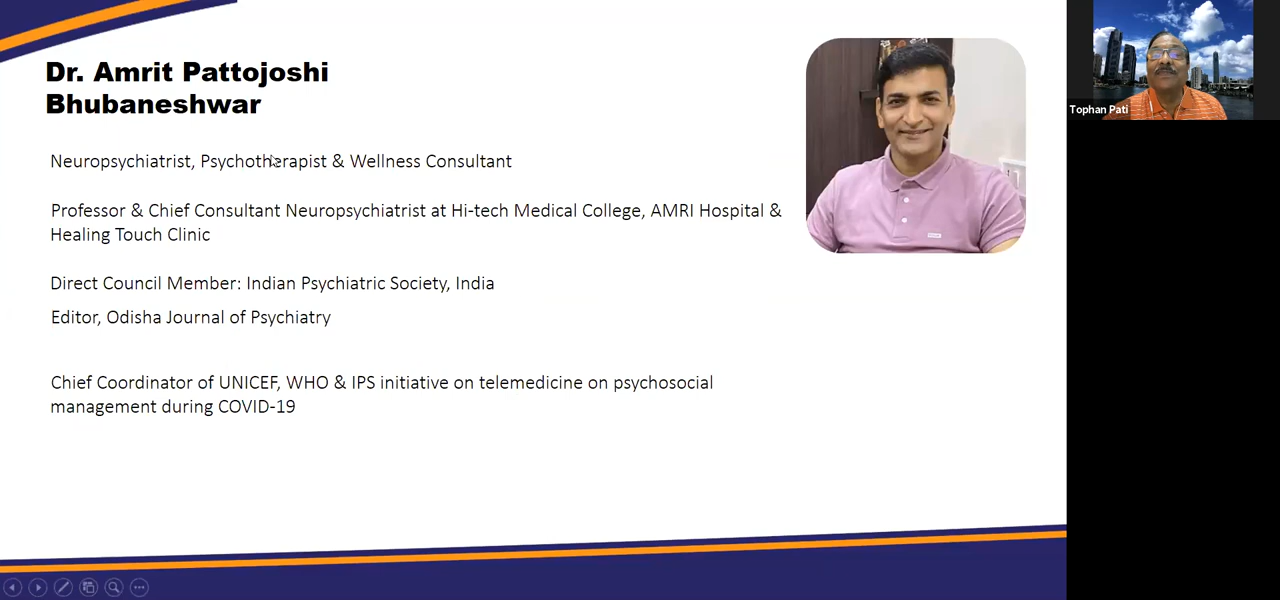 Dr. Amrit Pattojoshi
Bhubaneshwar
Neuropsychiatrist, Psychotherapist & Wellness Consultant
Professor & Chief Consultant Neuropsychiatrist at Hi-tech Medical College, AMRI Hospital &
Healing Touch Clinic
Direct Council Member: Indian Psychiatric Society, India
Editor, Odisha Journal of Psychiatry
Chief Coordinator of UNICEF, WHO & IPS initiative on telemedicine on psychosocial
management during COVID-19
Tophan Pati